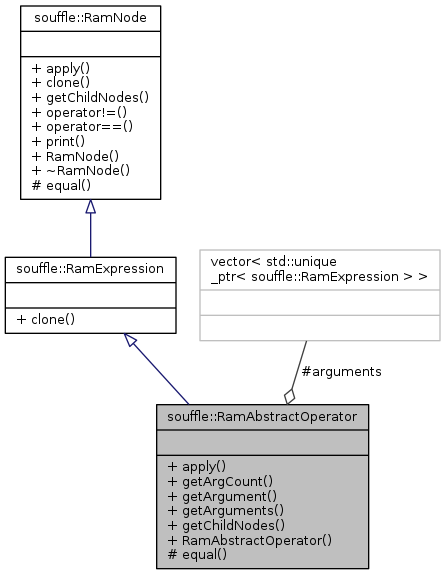 souffle::RamNode
+ apply()
+ clone()
+ getChildNodes()
+ operator!=()
+ operator==()
+ print()
+ RamNode()
+ ~RamNode()
# equal()
souffle::RamExpression
+ clone()
vector< std::unique
_ptr< souffle::RamExpression > >
#arguments
souffle::RamAbstractOperator
+ apply()
+ getArgCount()
+ getArgument()
+ getArguments()
+ getChildNodes()
+ RamAbstractOperator()
# equal()